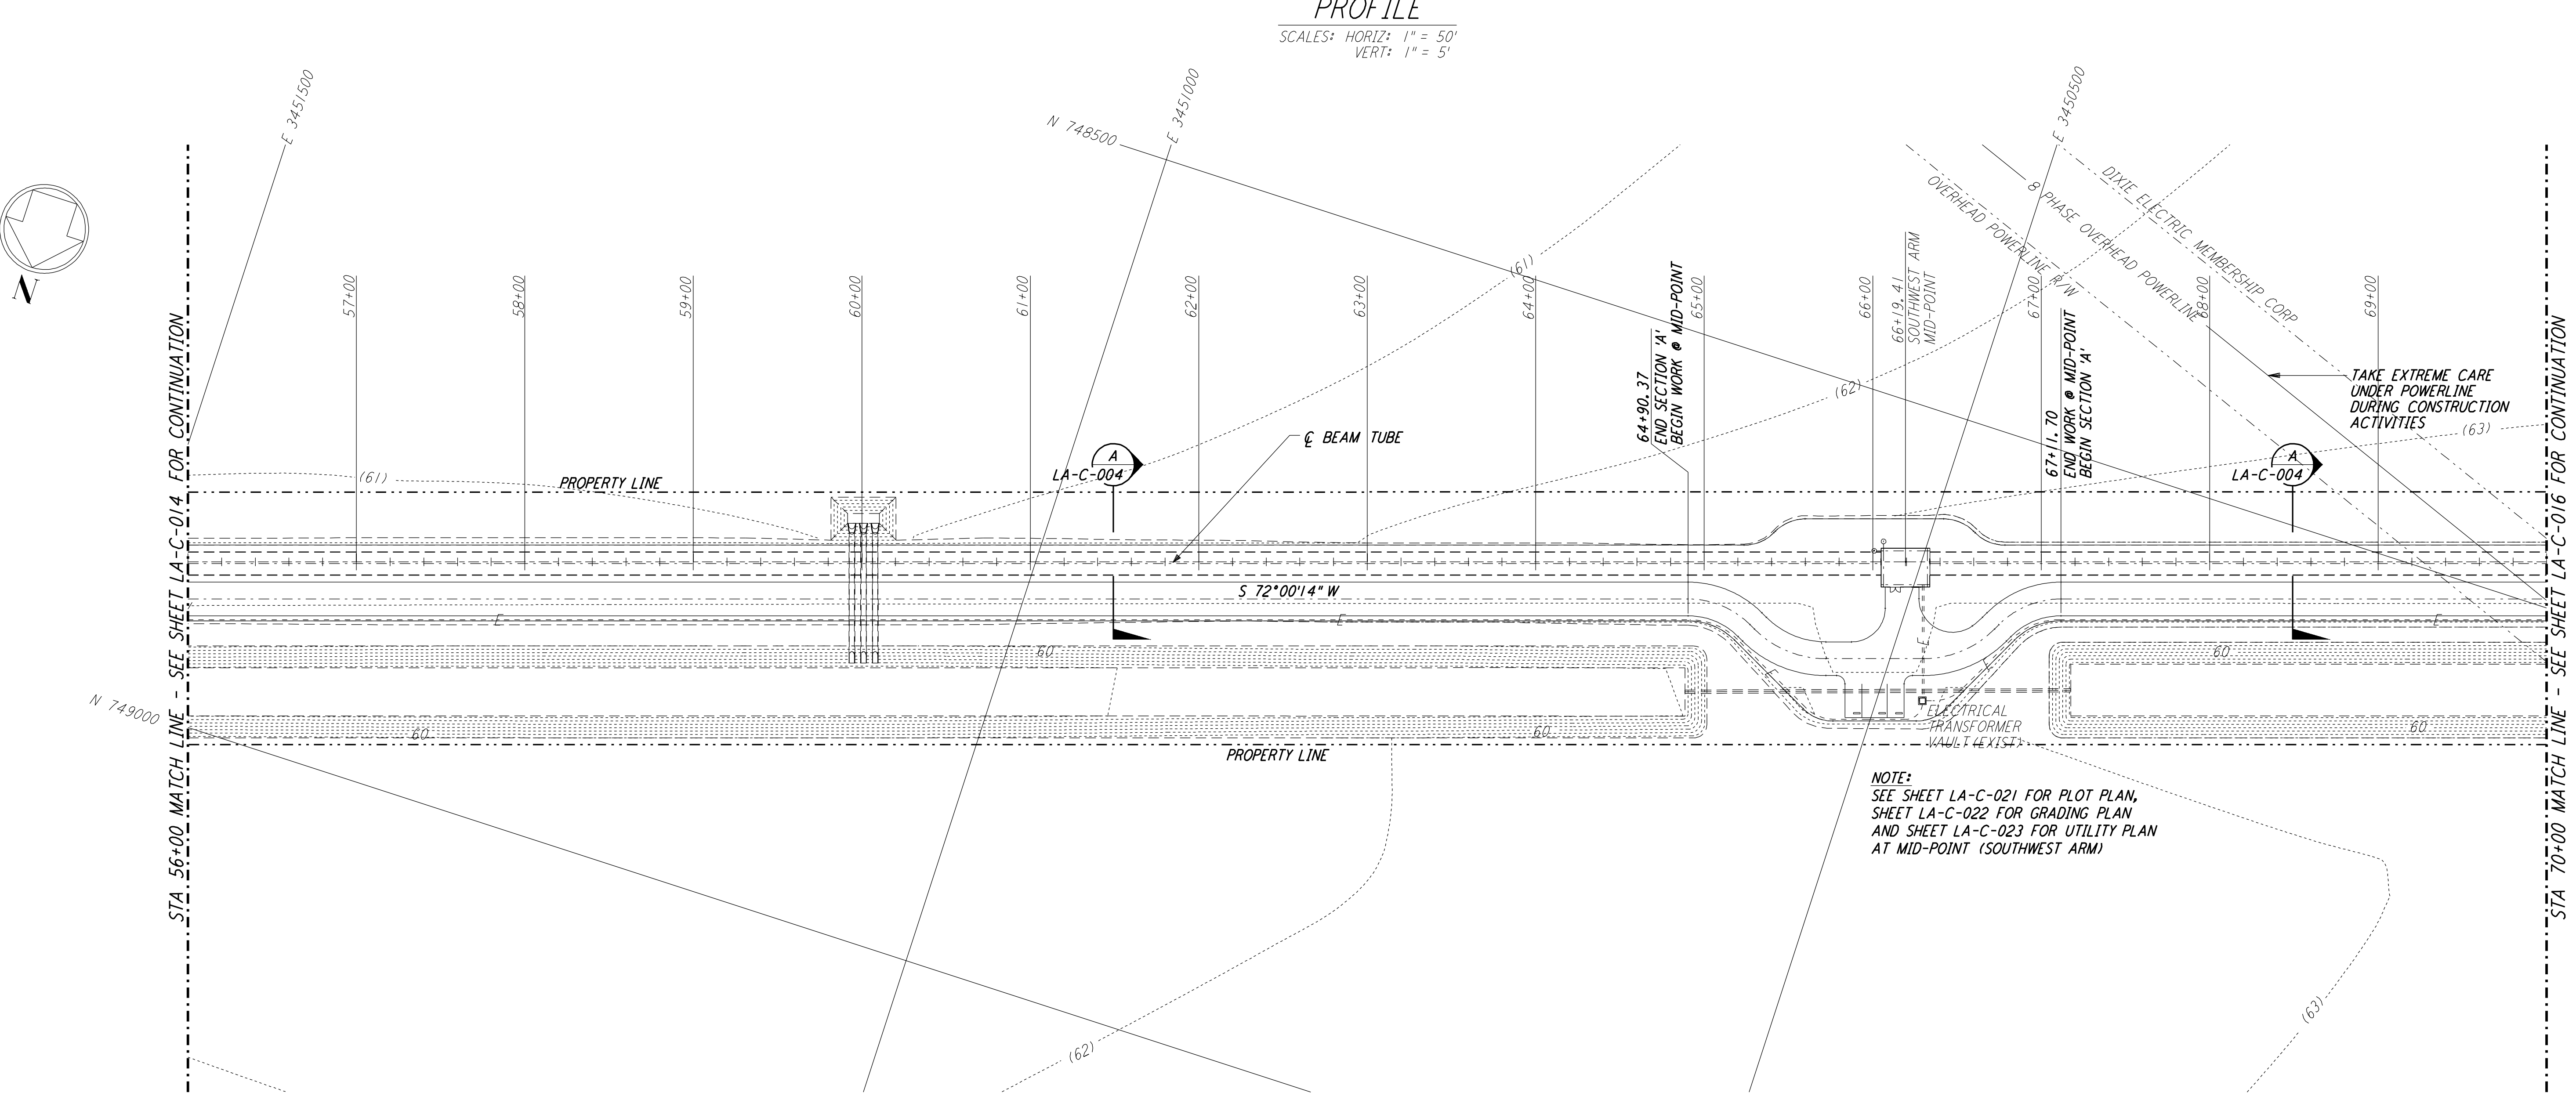 PROFILE
SCALES: HORIZ: 1" = 50'
VERT: 1" = 5'
E 3451500
E 3451000
E 3450500
N 748500
N
DIXIE ELECTRIC MEMBERSHIP CORP
8 PHASE OVERHEAD POWERLINE
OVERHEAD POWERLINE R/W
57+00
58+00
59+00
60+00
61+00
62+00
63+00
64+00
65+00
66+00
67+00
68+00
69+00
66+19.41
SOUTHWEST ARM
MID-POINT
64+90.37
END SECTION 'A'
BEGIN WORK @ MID-POINT
67+11.70
END WORK @ MID-POINT
BEGIN SECTION 'A'
(61)
(62)
TAKE EXTREME CARE
UNDER POWERLINE
DURING CONSTRUCTION
ACTIVITIES
(63)
STA 56+00 MATCH LINE - SEE SHEET LA-C-014 FOR CONTINUATION
STA 70+00 MATCH LINE - SEE SHEET LA-C-016 FOR CONTINUATION
℄ BEAM TUBE
A
LA-C-004
A
LA-C-004
(61)
PROPERTY LINE
S 72°00'14" W
E
E
E
E
E
60
60
60
60
60
N 749000
ELECTRICAL
TRANSFORMER
VAULT (EXIST)
PROPERTY LINE
NOTE:
SEE SHEET LA-C-021 FOR PLOT PLAN,
SHEET LA-C-022 FOR GRADING PLAN
AND SHEET LA-C-023 FOR UTILITY PLAN
AT MID-POINT (SOUTHWEST ARM)
(62)
(63)